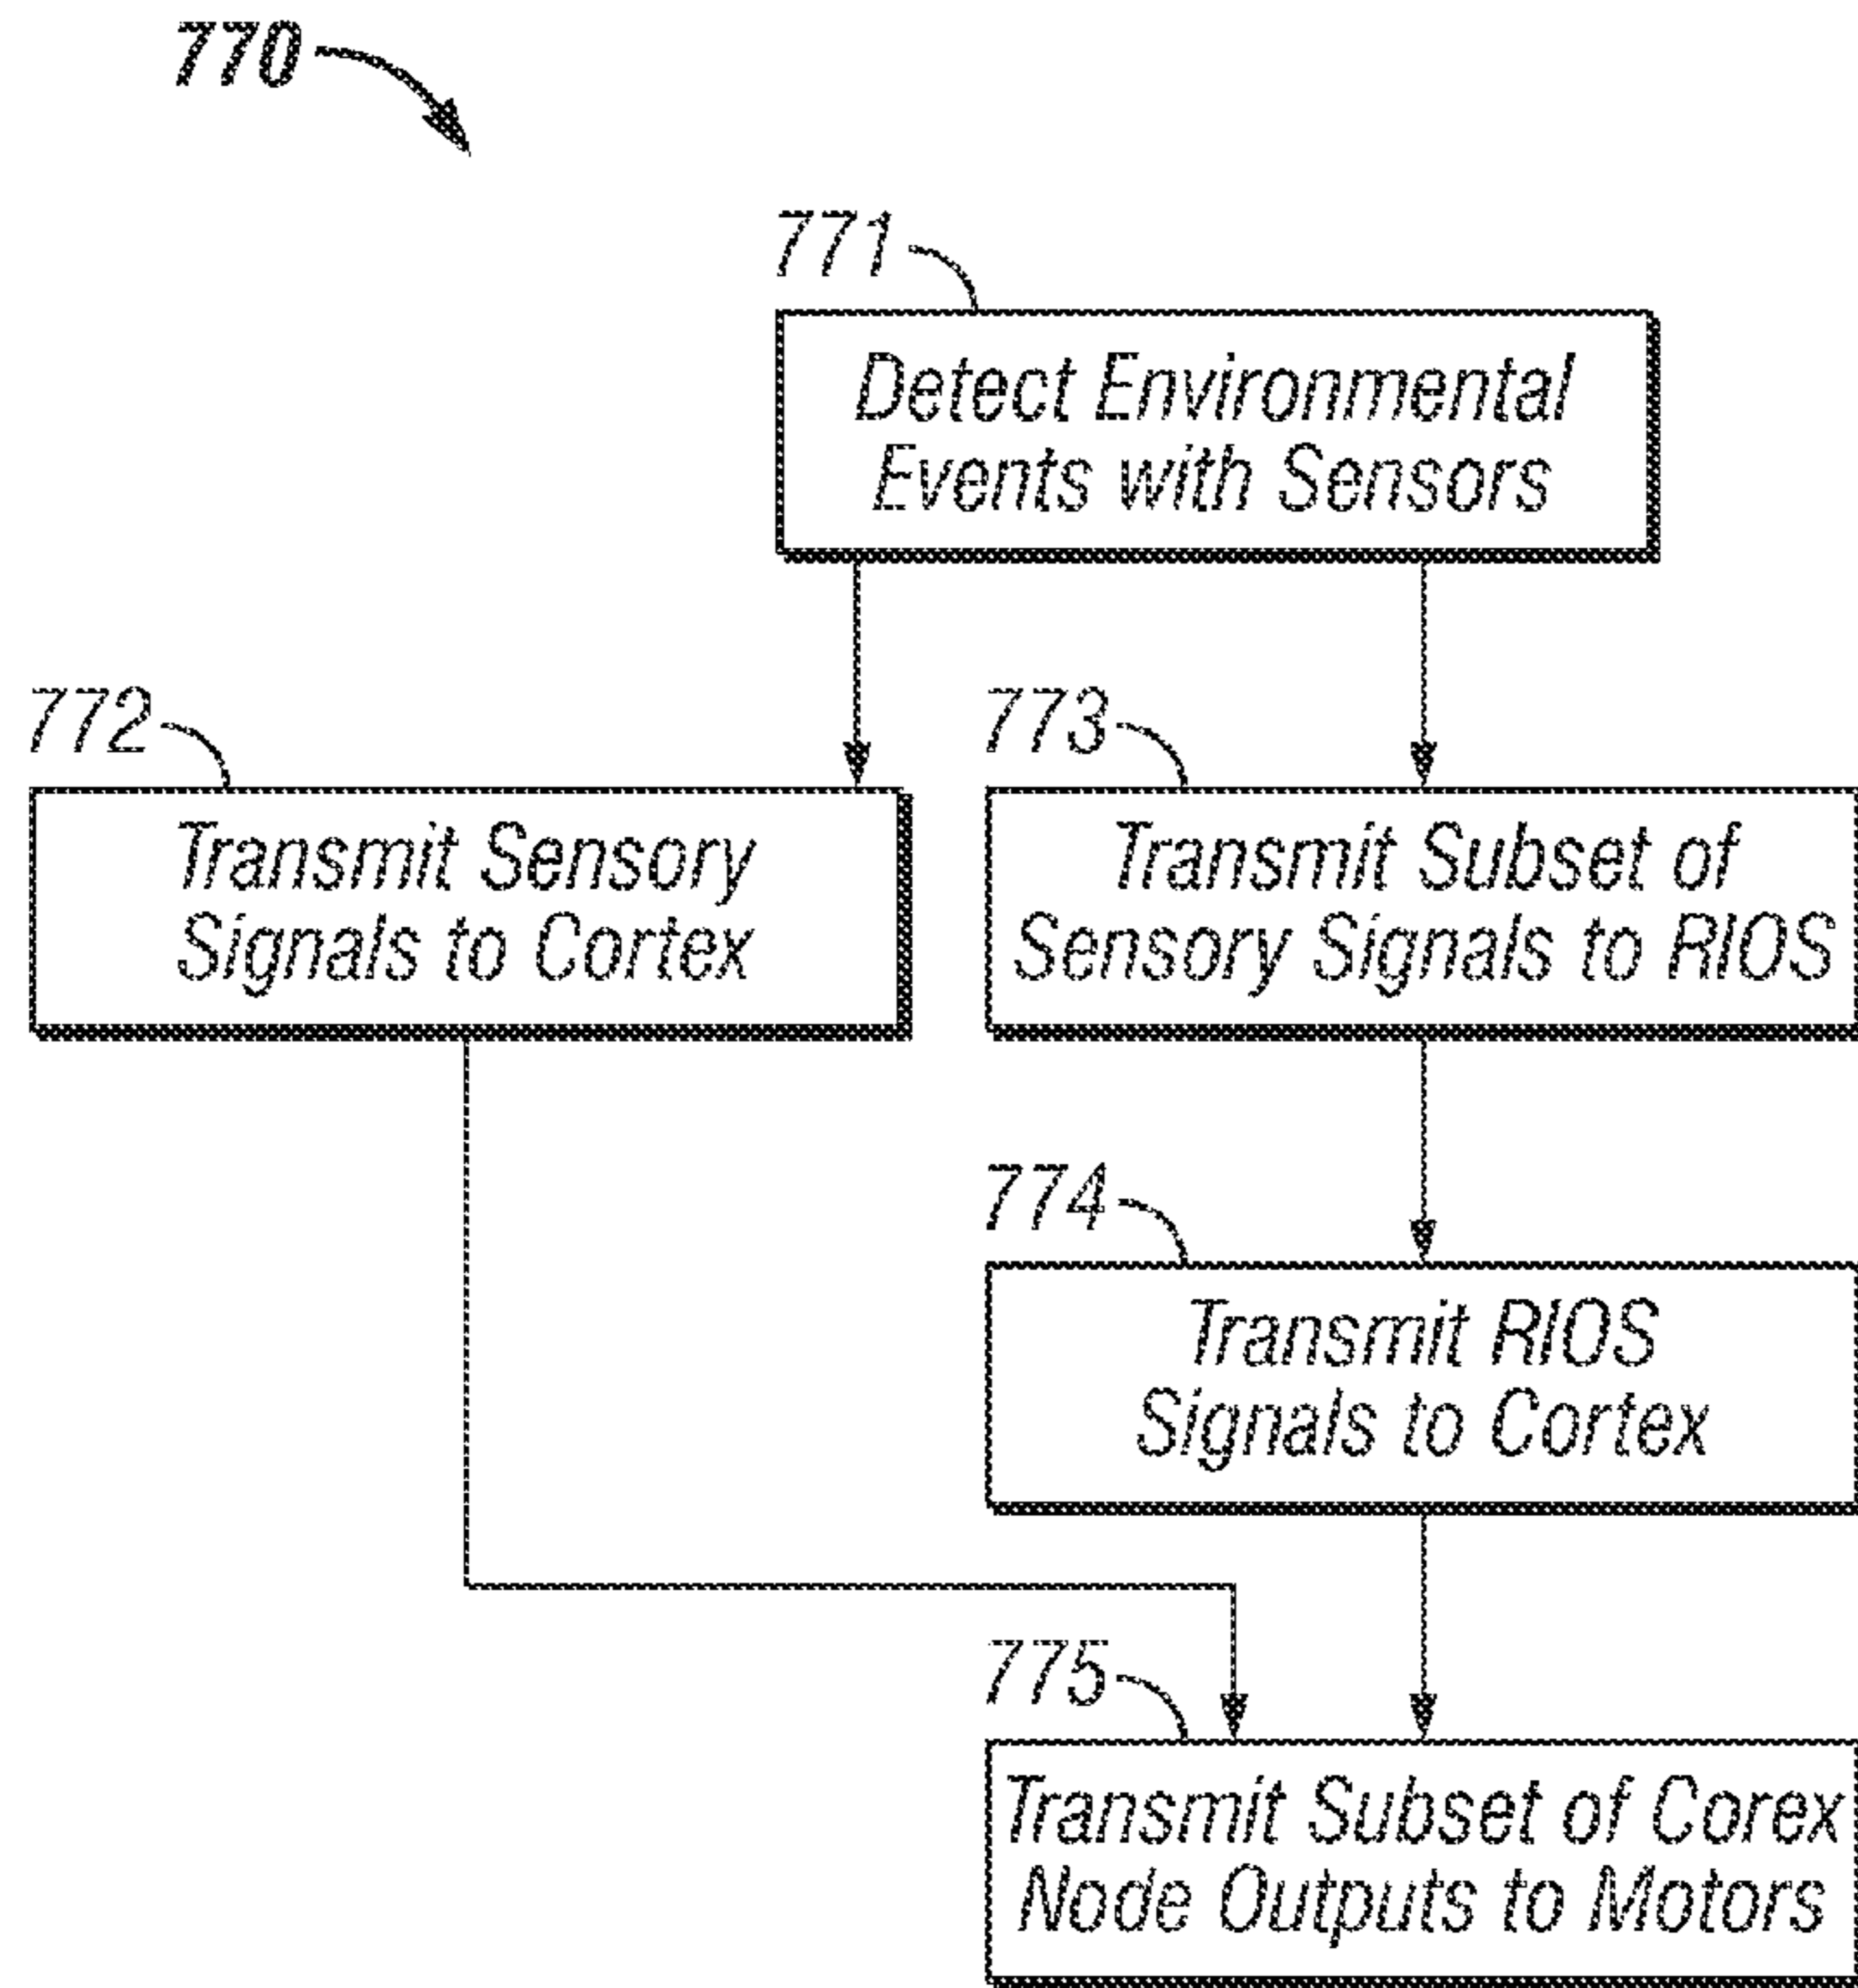 770
771
Detect Environmental
Events with Sensors
772
Transmit Sensory
Signals to Cortex
773
Transmit Subset of
Sensory Signals to RIOS
774
Transmit RIOS
Signals to Cortex
775
Transmit Subset of Corex
Node Outputs to Motors